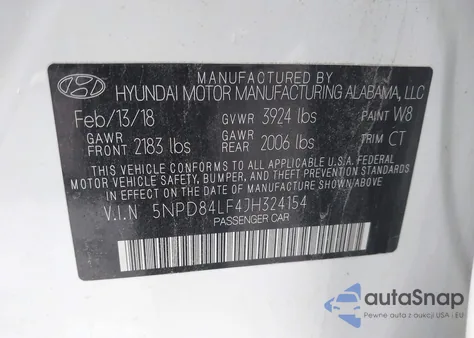 MANUFACTURED BY
HYUNDAI MOTOR MANUFACTURING ALABAMA, LLC
Feb/13/18 GVWR 3924 lbs PAINT W8
GAWR FRONT 2183 lbs GAWR REAR 2006 lbs TRIM CT
THIS VEHICLE CONFORMS TO ALL APPLICABLE U.S.A. FEDERAL
MOTOR VEHICLE SAFETY, BUMPER, AND THEFT PREVENTION STANDARDS
IN EFFECT ON THE DATE OF MANUFACTURE SHOWN ABOVE.
V.I.N 5NPD84LF4JH324154
PASSENGER CAR
autoSnap
Pewne auta z aukcji USA i EU